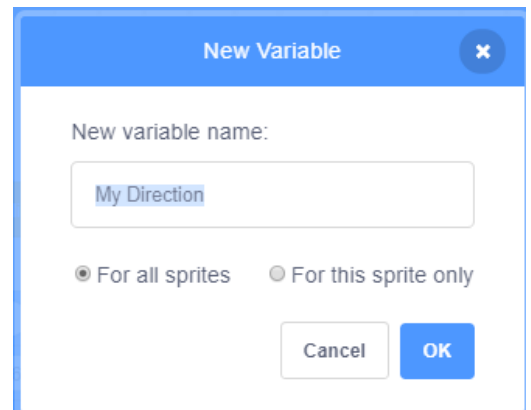 New Variable
New variable name:
My Direction
For all sprites For this sprite only
Cancel OK